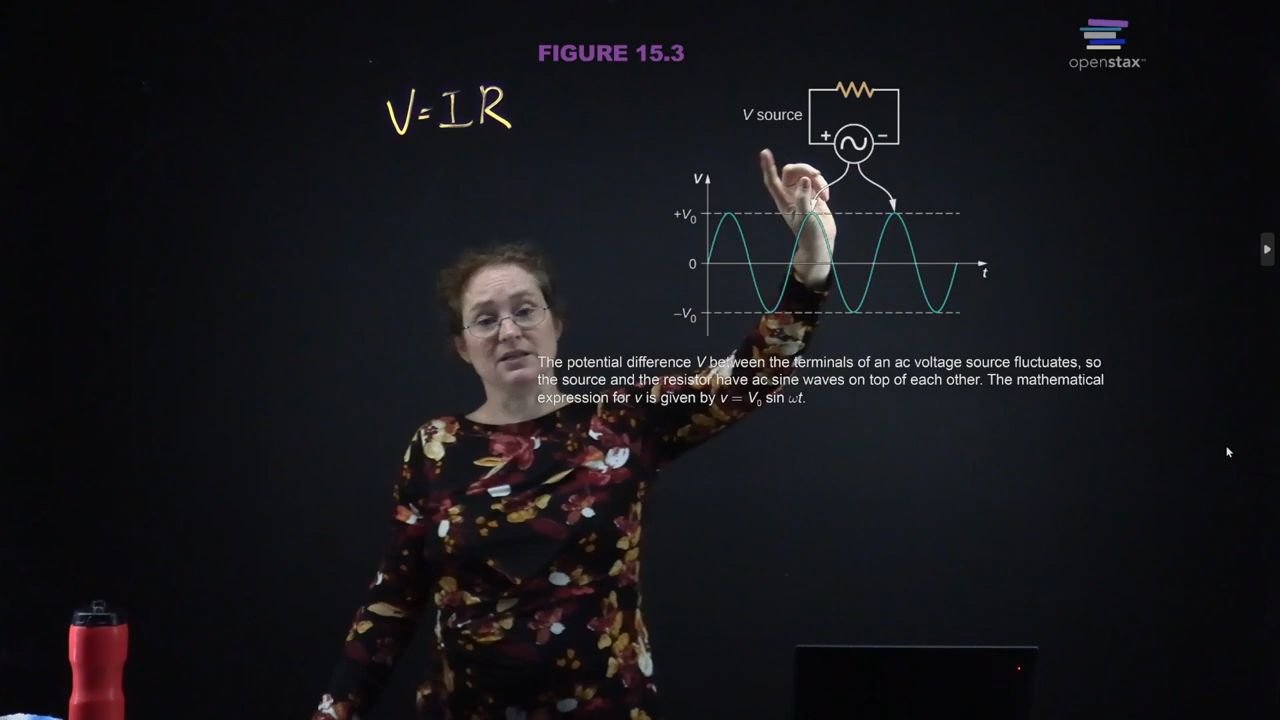 FIGURE 15.3
openstax™
V = I R
V source
+ −
V
+V₀
0
t
−V₀
The potential difference V between the terminals of an ac voltage source fluctuates, so
the source and the resistor have ac sine waves on top of each other. The mathematical
expression for v is given by v = V₀ sin ωt.